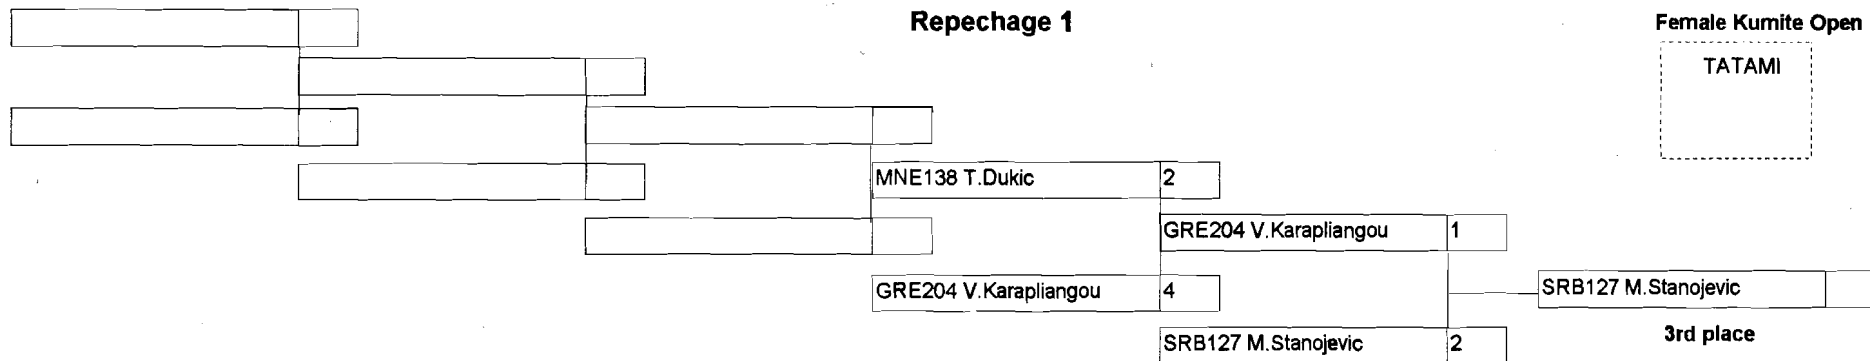 Repechage 1
Female Kumite Open
TATAMI
MNE138 T.Dukic 2
GRE204 V.Karapliangou 1
GRE204 V.Karapliangou 4
SRB127 M.Stanojevic
SRB127 M.Stanojevic 2
3rd place